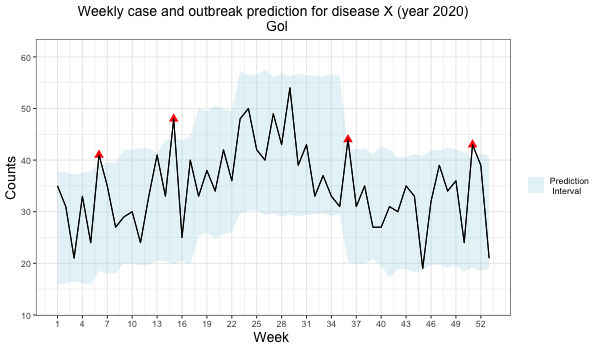 Weekly case and outbreak prediction for disease X (year 2020)
Gol
Counts
60
50
40
30
20
10
1 4 7 10 13 16 19 22 25 28 31 34 37 40 43 46 49 52
Week
Prediction
Interval